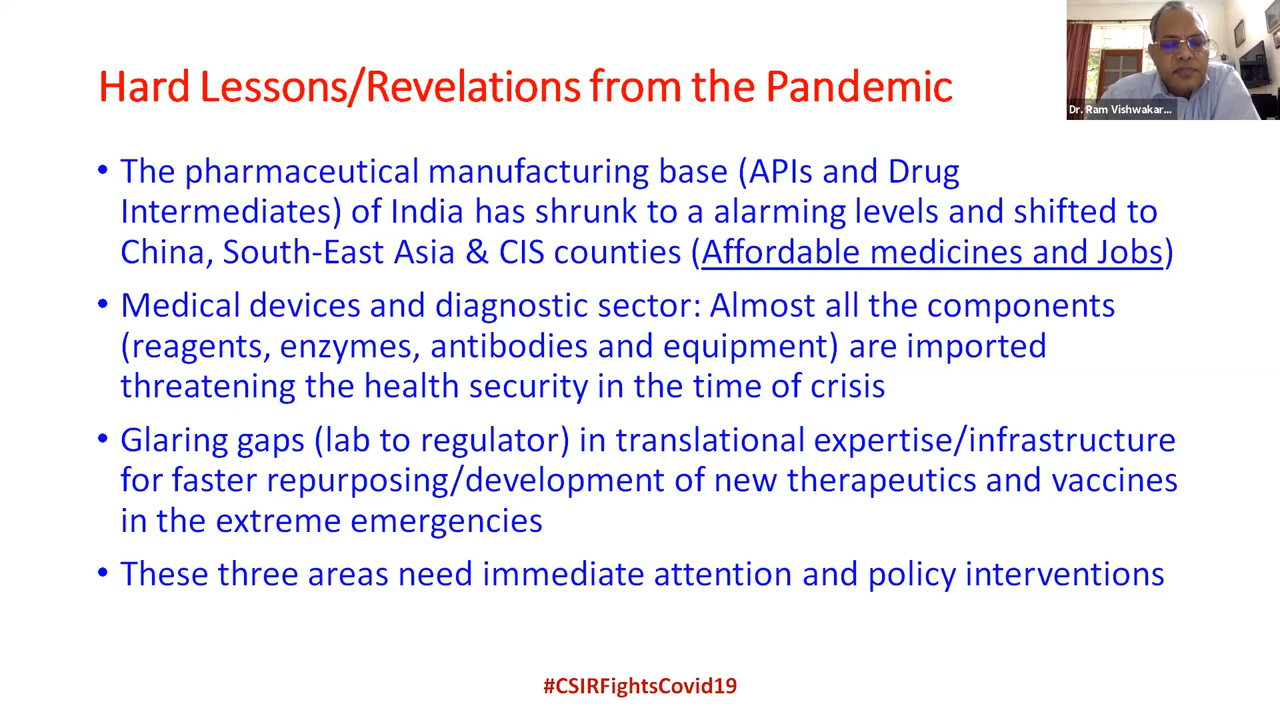 Dr. Ram Vishwakar...
Hard Lessons/Revelations from the Pandemic
• The pharmaceutical manufacturing base (APIs and Drug
Intermediates) of India has shrunk to a alarming levels and shifted to
China, South-East Asia & CIS counties (Affordable medicines and Jobs)
• Medical devices and diagnostic sector: Almost all the components
(reagents, enzymes, antibodies and equipment) are imported
threatening the health security in the time of crisis
• Glaring gaps (lab to regulator) in translational expertise/infrastructure
for faster repurposing/development of new therapeutics and vaccines
in the extreme emergencies
• These three areas need immediate attention and policy interventions
#CSIRFightsCovid19